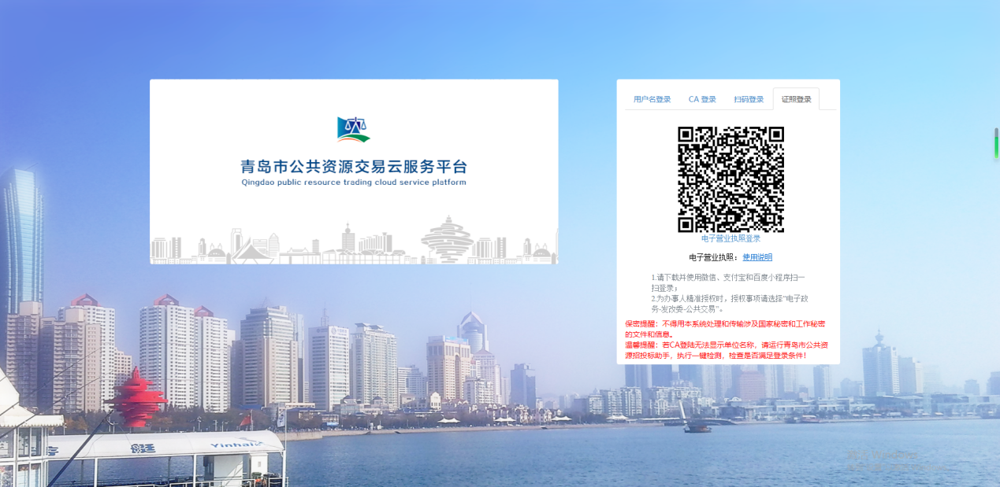 青岛市公共资源交易云服务平台
Qingdao public resource trading cloud service platform
用户名登录 CA 登录 扫码登录 证照登录
电子营业执照登录
电子营业执照： 使用说明
1.请下载并使用微信、支付宝和百度小程序扫一
扫登录；
2.为办事人精准授权时，授权事项请选择“电子政
务-发改委-公共交易”。
保密提醒：不得用本系统处理和传输涉及国家秘密和工作秘密
的文件和信息。
温馨提醒：若CA登陆无法显示单位名称，请运行青岛市公共资
源招投标助手，执行一键检测，检查是否满足登录条件！
Yinhai